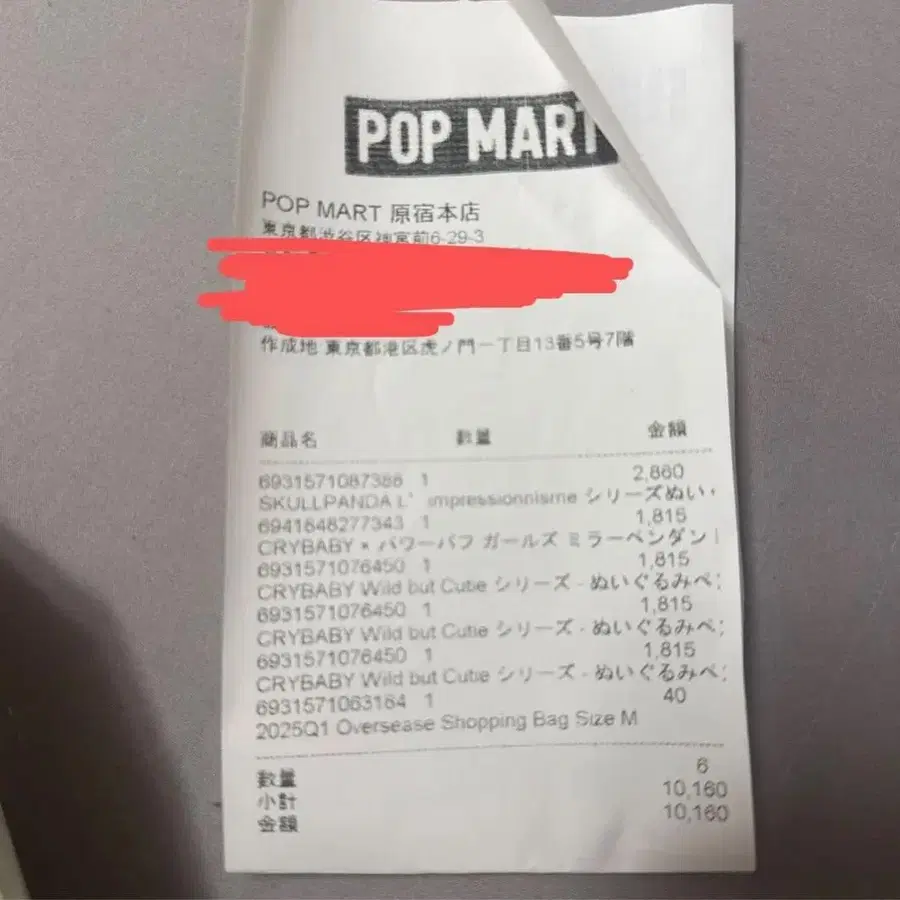 POP MART
POP MART 原宿本店
東京都渋谷区神宮前6-29-3
作成地 東京都港区虎ノ門一丁目13番5号7階
商品名 数量 金額
6931571087388 1 2,860
SKULLPANDA L' impressionnisme シリーズぬい
6941848277343 1 1,815
CRYBABY × パワーパフ ガールズ ミラーペンダント
6931571076450 1 1,815
CRYBABY Wild but Cutie シリーズ - ぬいぐるみペ
6931571076450 1 1,815
CRYBABY Wild but Cutie シリーズ - ぬいぐるみペ
6931571076450 1 1,815
CRYBABY Wild but Cutie シリーズ - ぬいぐるみペ
6931571063164 1 40
2025Q1 Oversease Shopping Bag Size M
数量 6
小計 10,160
金額 10,160